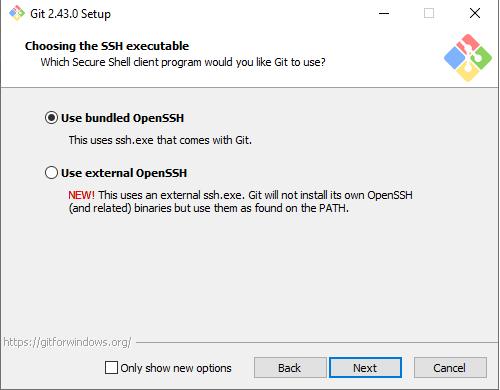 Git 2.43.0 Setup
Choosing the SSH executable
Which Secure Shell client program would you like Git to use?
Use bundled OpenSSH
This uses ssh.exe that comes with Git.
Use external OpenSSH
NEW! This uses an external ssh.exe. Git will not install its own OpenSSH
(and related) binaries but use them as found on the PATH.
https://gitforwindows.org/
Only show new options
Back
Next
Cancel